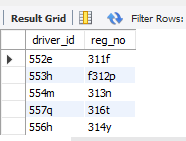 Result Grid Filter Rows:
driver_id reg_no
552e 311f
553h f312p
554m 313n
557q 316t
556h 314y